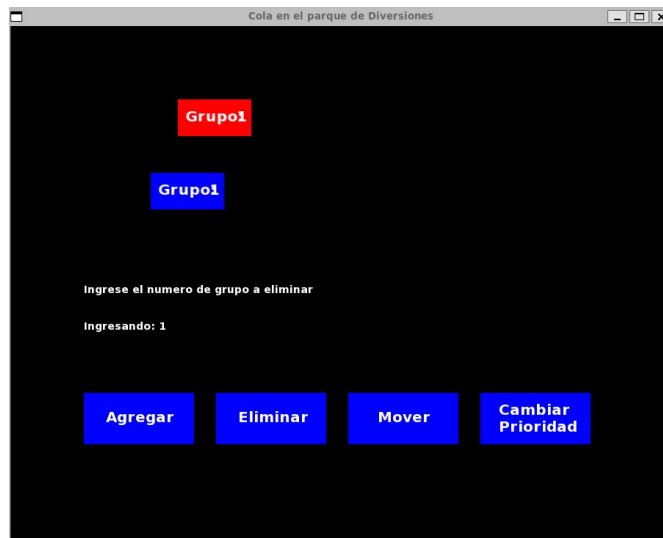 Cola en el parque de Diversiones
Grupo1
Grupo1
Ingrese el numero de grupo a eliminar
Ingresando: 1
Agregar
Eliminar
Mover
Cambiar
Prioridad